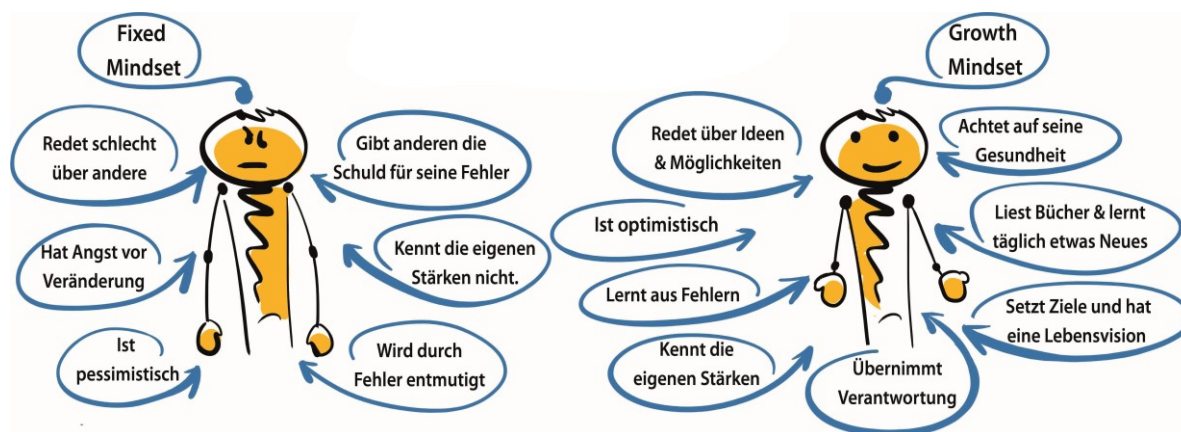 Fixed
Mindset
Redet schlecht
über andere
Gibt anderen die
Schuld für seine Fehler
Hat Angst vor
Veränderung
Kennt die eigenen
Stärken nicht.
Ist
pessimistisch
Wird durch
Fehler entmutigt
Growth
Mindset
Redet über Ideen
& Möglichkeiten
Achtet auf seine
Gesundheit
Ist optimistisch
Liest Bücher & lernt
täglich etwas Neues
Lernt aus Fehlern
Setzt Ziele und hat
eine Lebensvision
Kennt die
eigenen Stärken
Übernimmt
Verantwortung